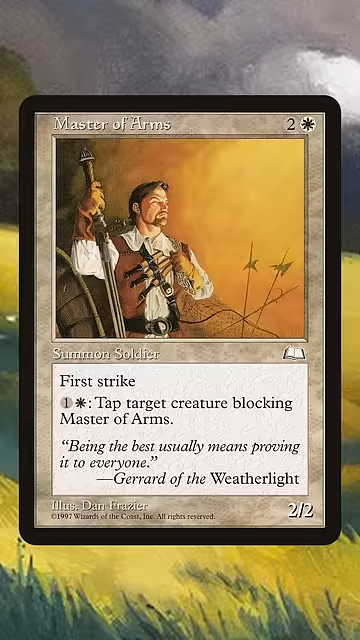 Master of Arms 2
Summon Soldier
First strike
1: Tap target creature blocking
Master of Arms.
“Being the best usually means proving
it to everyone.”
—Gerrard of the Weatherlight
Illus. Dan Frazier
©1997 Wizards of the Coast, Inc. All rights reserved.
2/2